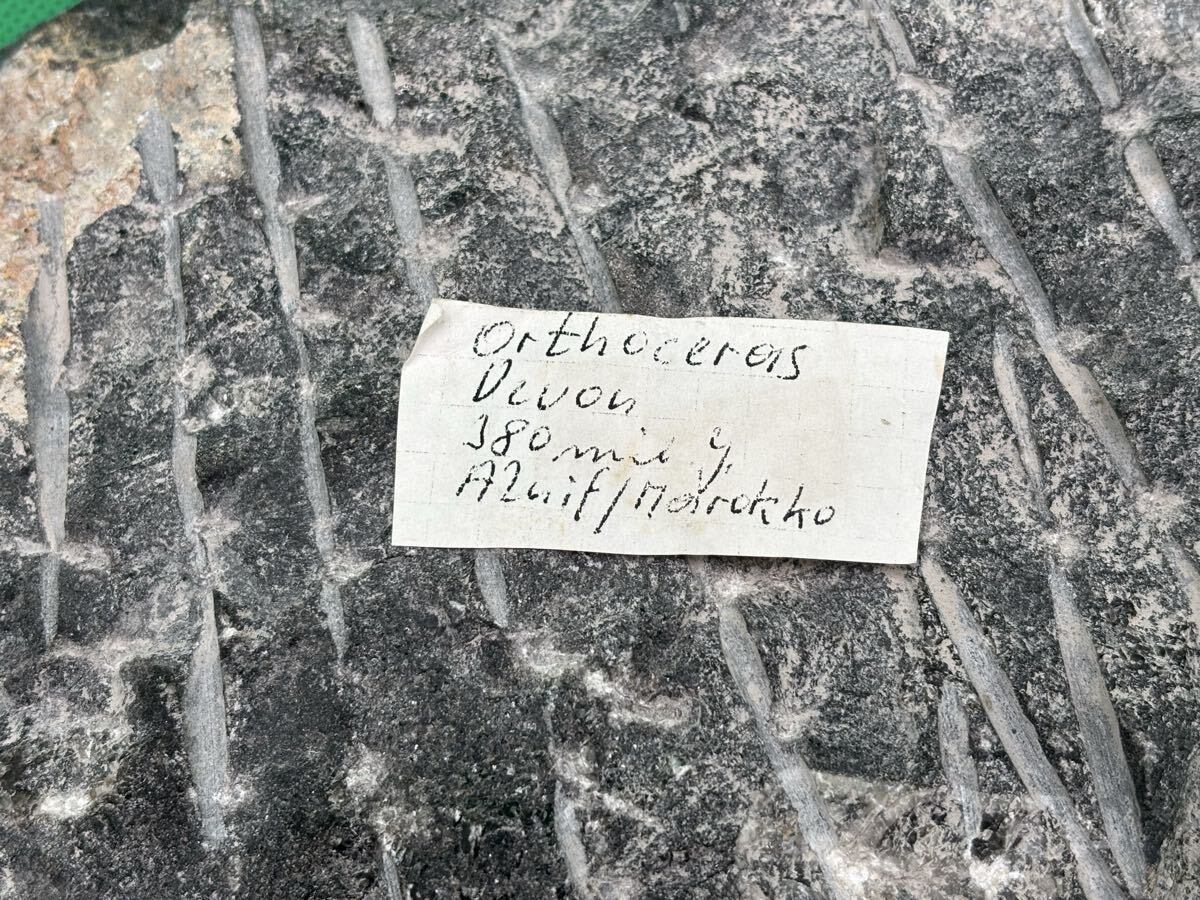 Orthoceras
Devon
380 mil y,
Alnif/Marokko